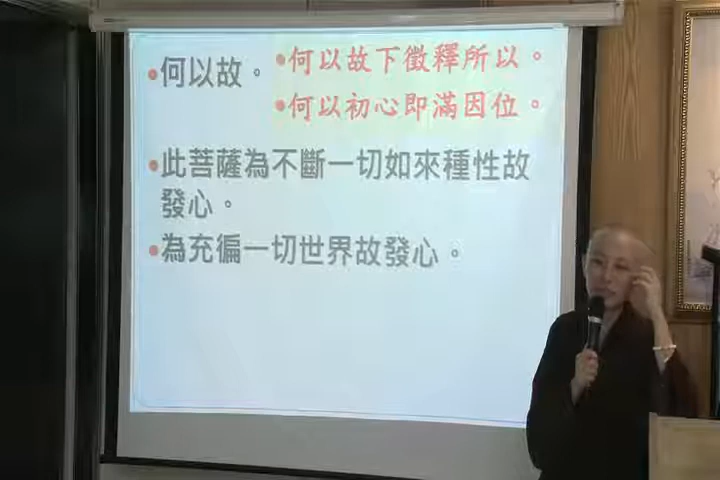 •何以故。
•何以故下徵釋所以。
•何以初心即滿因位。
•此菩薩為不斷一切如來種性故
發心。
•為充徧一切世界故發心。